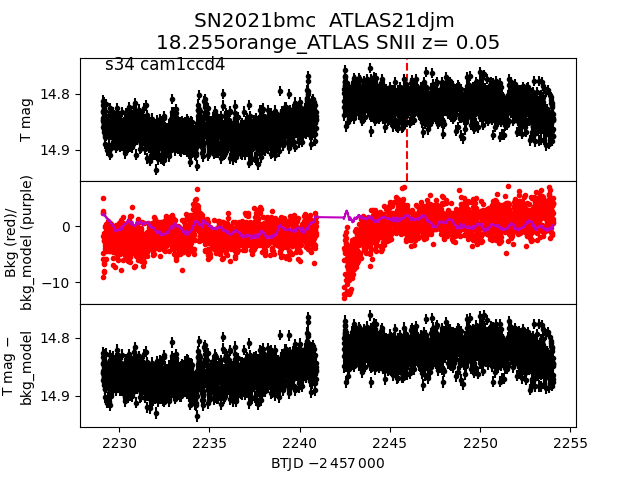 SN2021bmc  ATLAS21djm
18.255orange_ATLAS SNII z= 0.05
s34 cam1ccd4
T mag
14.8
14.9
Bkg (red)/
bkg_model (purple)
0
−10
T mag −
bkg_model
14.8
14.9
2230 2235 2240 2245 2250 2255
BTJD −2 457 000